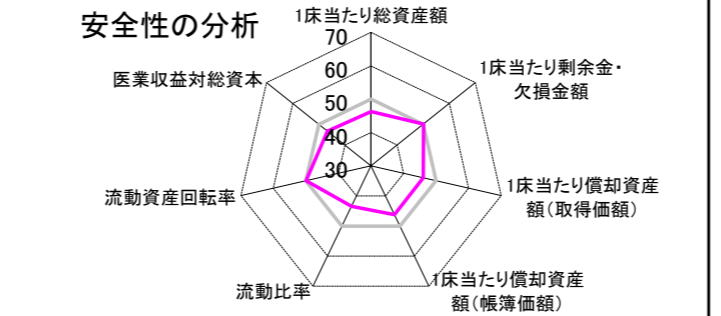 安全性の分析
1床当たり総資産額
70
60
50
40
30
1床当たり剰余金・
欠損金額
1床当たり償却資産
額(取得価額)
1床当たり償却資産
額(帳簿価額)
流動比率
流動資産回転率
医業収益対総資本